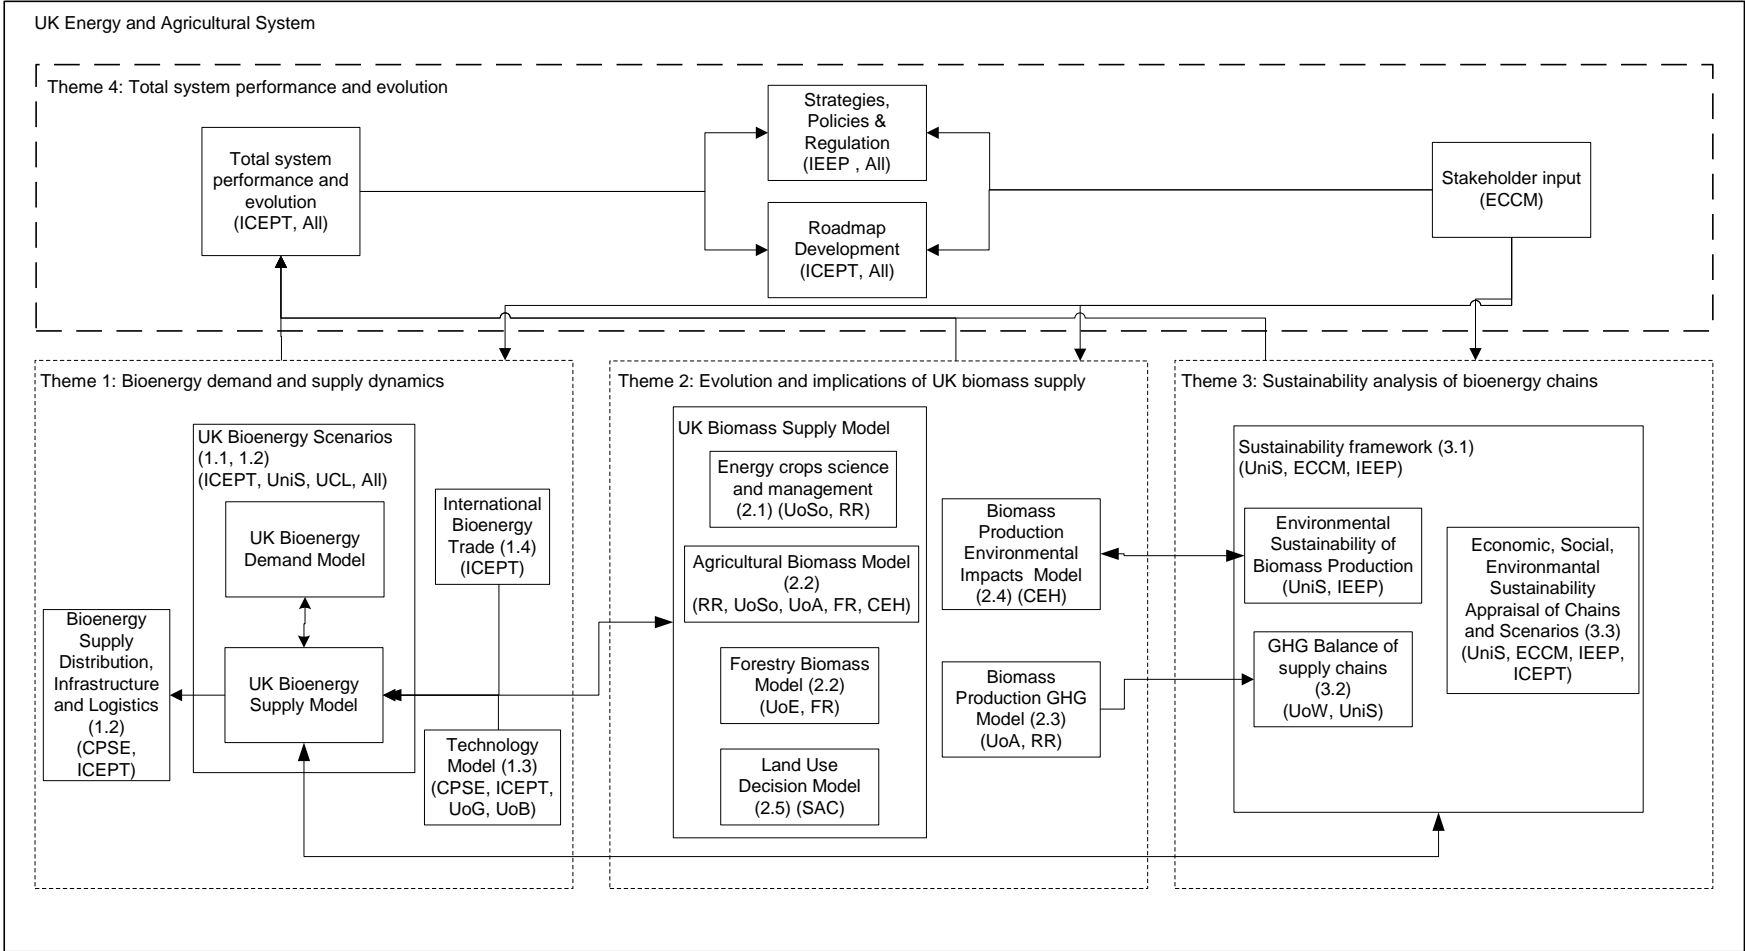 UK Energy and Agricultural System
Theme 4: Total system performance and evolution
Total system
performance and
evolution
(ICEPT, All)
Strategies,
Policies &
Regulation
(IEEP , All)
Roadmap
Development
(ICEPT, All)
Stakeholder input
(ECCM)
Theme 1: Bioenergy demand and supply dynamics
UK Bioenergy Scenarios
(1.1, 1.2)
(ICEPT, UniS, UCL, All)
UK Bioenergy
Demand Model
International
Bioenergy
Trade (1.4)
(ICEPT)
Bioenergy
Supply
Distribution,
Infrastructure
and Logistics
(1.2)
(CPSE,
ICEPT)
UK Bioenergy
Supply Model
Technology
Model (1.3)
(CPSE, ICEPT,
UoG, UoB)
Theme 2: Evolution and implications of UK biomass supply
UK Biomass Supply Model
Energy crops science
and management
(2.1) (UoSo, RR)
Agricultural Biomass Model
(2.2)
(RR, UoSo, UoA, FR, CEH)
Forestry Biomass
Model (2.2)
(UoE, FR)
Land Use
Decision Model
(2.5) (SAC)
Biomass
Production
Environmental
Impacts Model
(2.4) (CEH)
Biomass
Production GHG
Model (2.3)
(UoA, RR)
Theme 3: Sustainability analysis of bioenergy chains
Sustainability framework (3.1)
(UniS, ECCM, IEEP)
Environmental
Sustainability of
Biomass Production
(UniS, IEEP)
GHG Balance of
supply chains
(3.2)
(UoW, UniS)
Economic, Social,
Environmental
Sustainability
Appraisal of Chains
and Scenarios (3.3)
(UniS, ECCM, IEEP,
ICEPT)